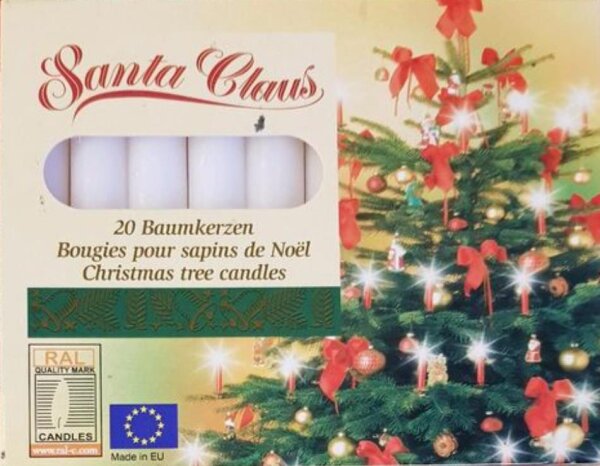 Santa Claus
20 Baumkerzen
Bougies pour sapins de Noël
Christmas tree candles
RAL
QUALITY MARK
CANDLES
www.ral-c.com
Made in EU